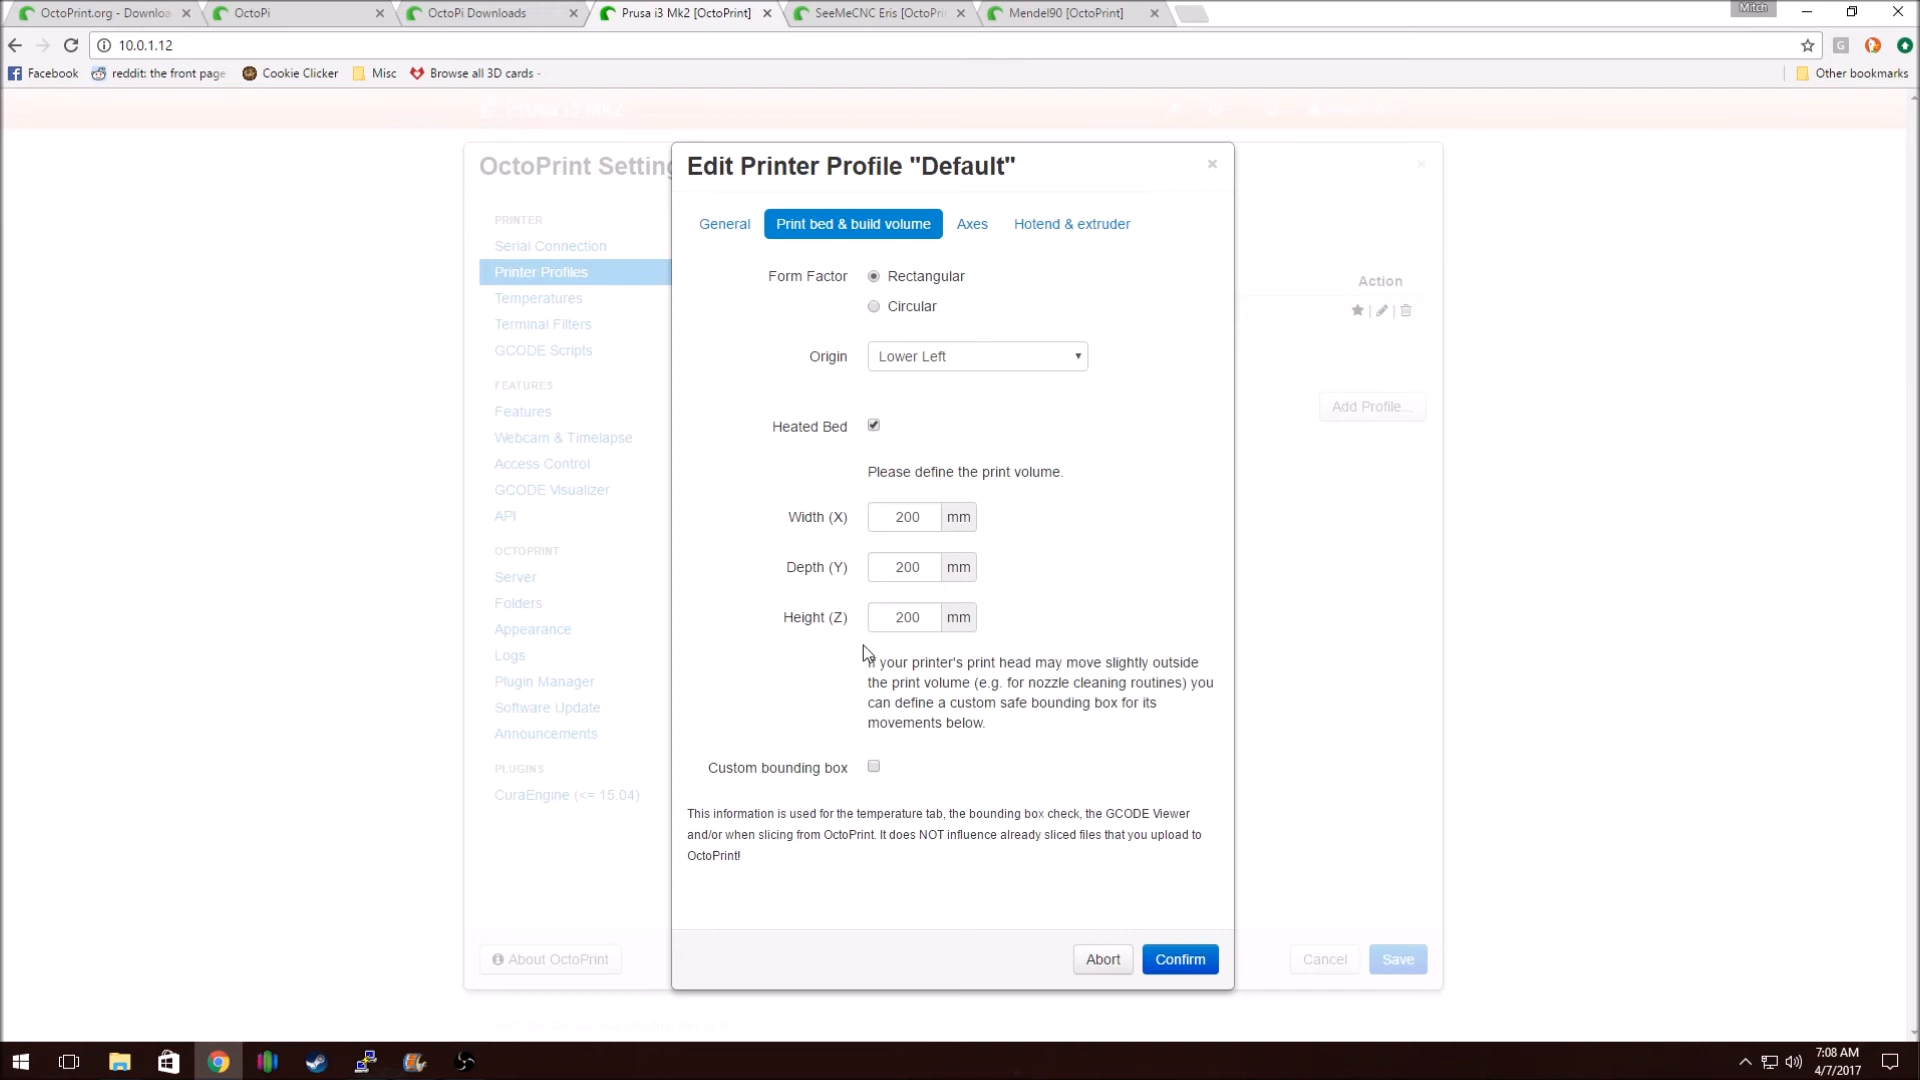 OctoPrint.org - Downloa
OctoPi
OctoPi Downloads
Prusa i3 Mk2 [OctoPrint]
SeeMeCNC Eris [OctoPri
Mendel90 [OctoPrint]
Mitch
10.0.1.12
Facebook
reddit: the front page
Cookie Clicker
Misc
Browse all 3D cards -
Other bookmarks
Prusa i3 Mk2
OctoPrint Setting
Edit Printer Profile "Default"
General
Print bed & build volume
Axes
Hotend & extruder
PRINTER
Serial Connection
Printer Profiles
Temperatures
Terminal Filters
GCODE Scripts
FEATURES
Features
Webcam & Timelapse
Access Control
GCODE Visualizer
API
OCTOPRINT
Server
Folders
Appearance
Logs
Plugin Manager
Software Update
Announcements
PLUGINS
CuraEngine (<= 15.04)
About OctoPrint
Form Factor
Rectangular
Circular
Origin
Lower Left
Heated Bed
Please define the print volume.
Width (X)
200 mm
Depth (Y)
200 mm
Height (Z)
200 mm
If your printer's print head may move slightly outside
the print volume (e.g. for nozzle cleaning routines) you
can define a custom safe bounding box for its
movements below.
Custom bounding box
This information is used for the temperature tab, the bounding box check, the GCODE Viewer
and/or when slicing from OctoPrint. It does NOT influence already sliced files that you upload to
OctoPrint!
Abort
Confirm
Action
Add Profile...
Cancel
Save
7:08 AM
4/7/2017